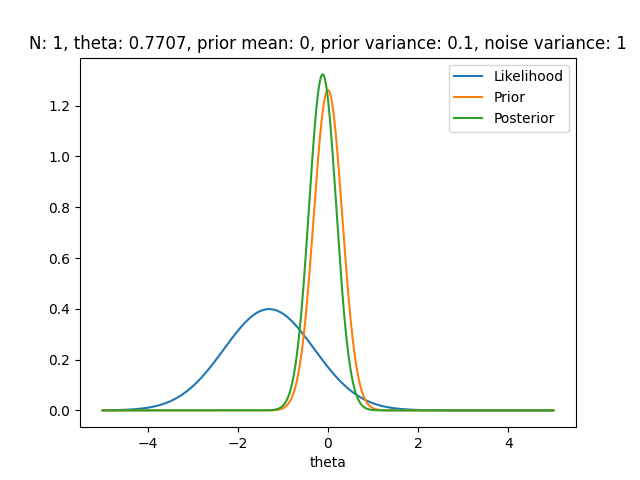 N: 1, theta: 0.7707, prior mean: 0, prior variance: 0.1, noise variance: 1
Likelihood
Prior
Posterior
1.2
1.0
0.8
0.6
0.4
0.2
0.0
−4
−2
0
2
4
theta